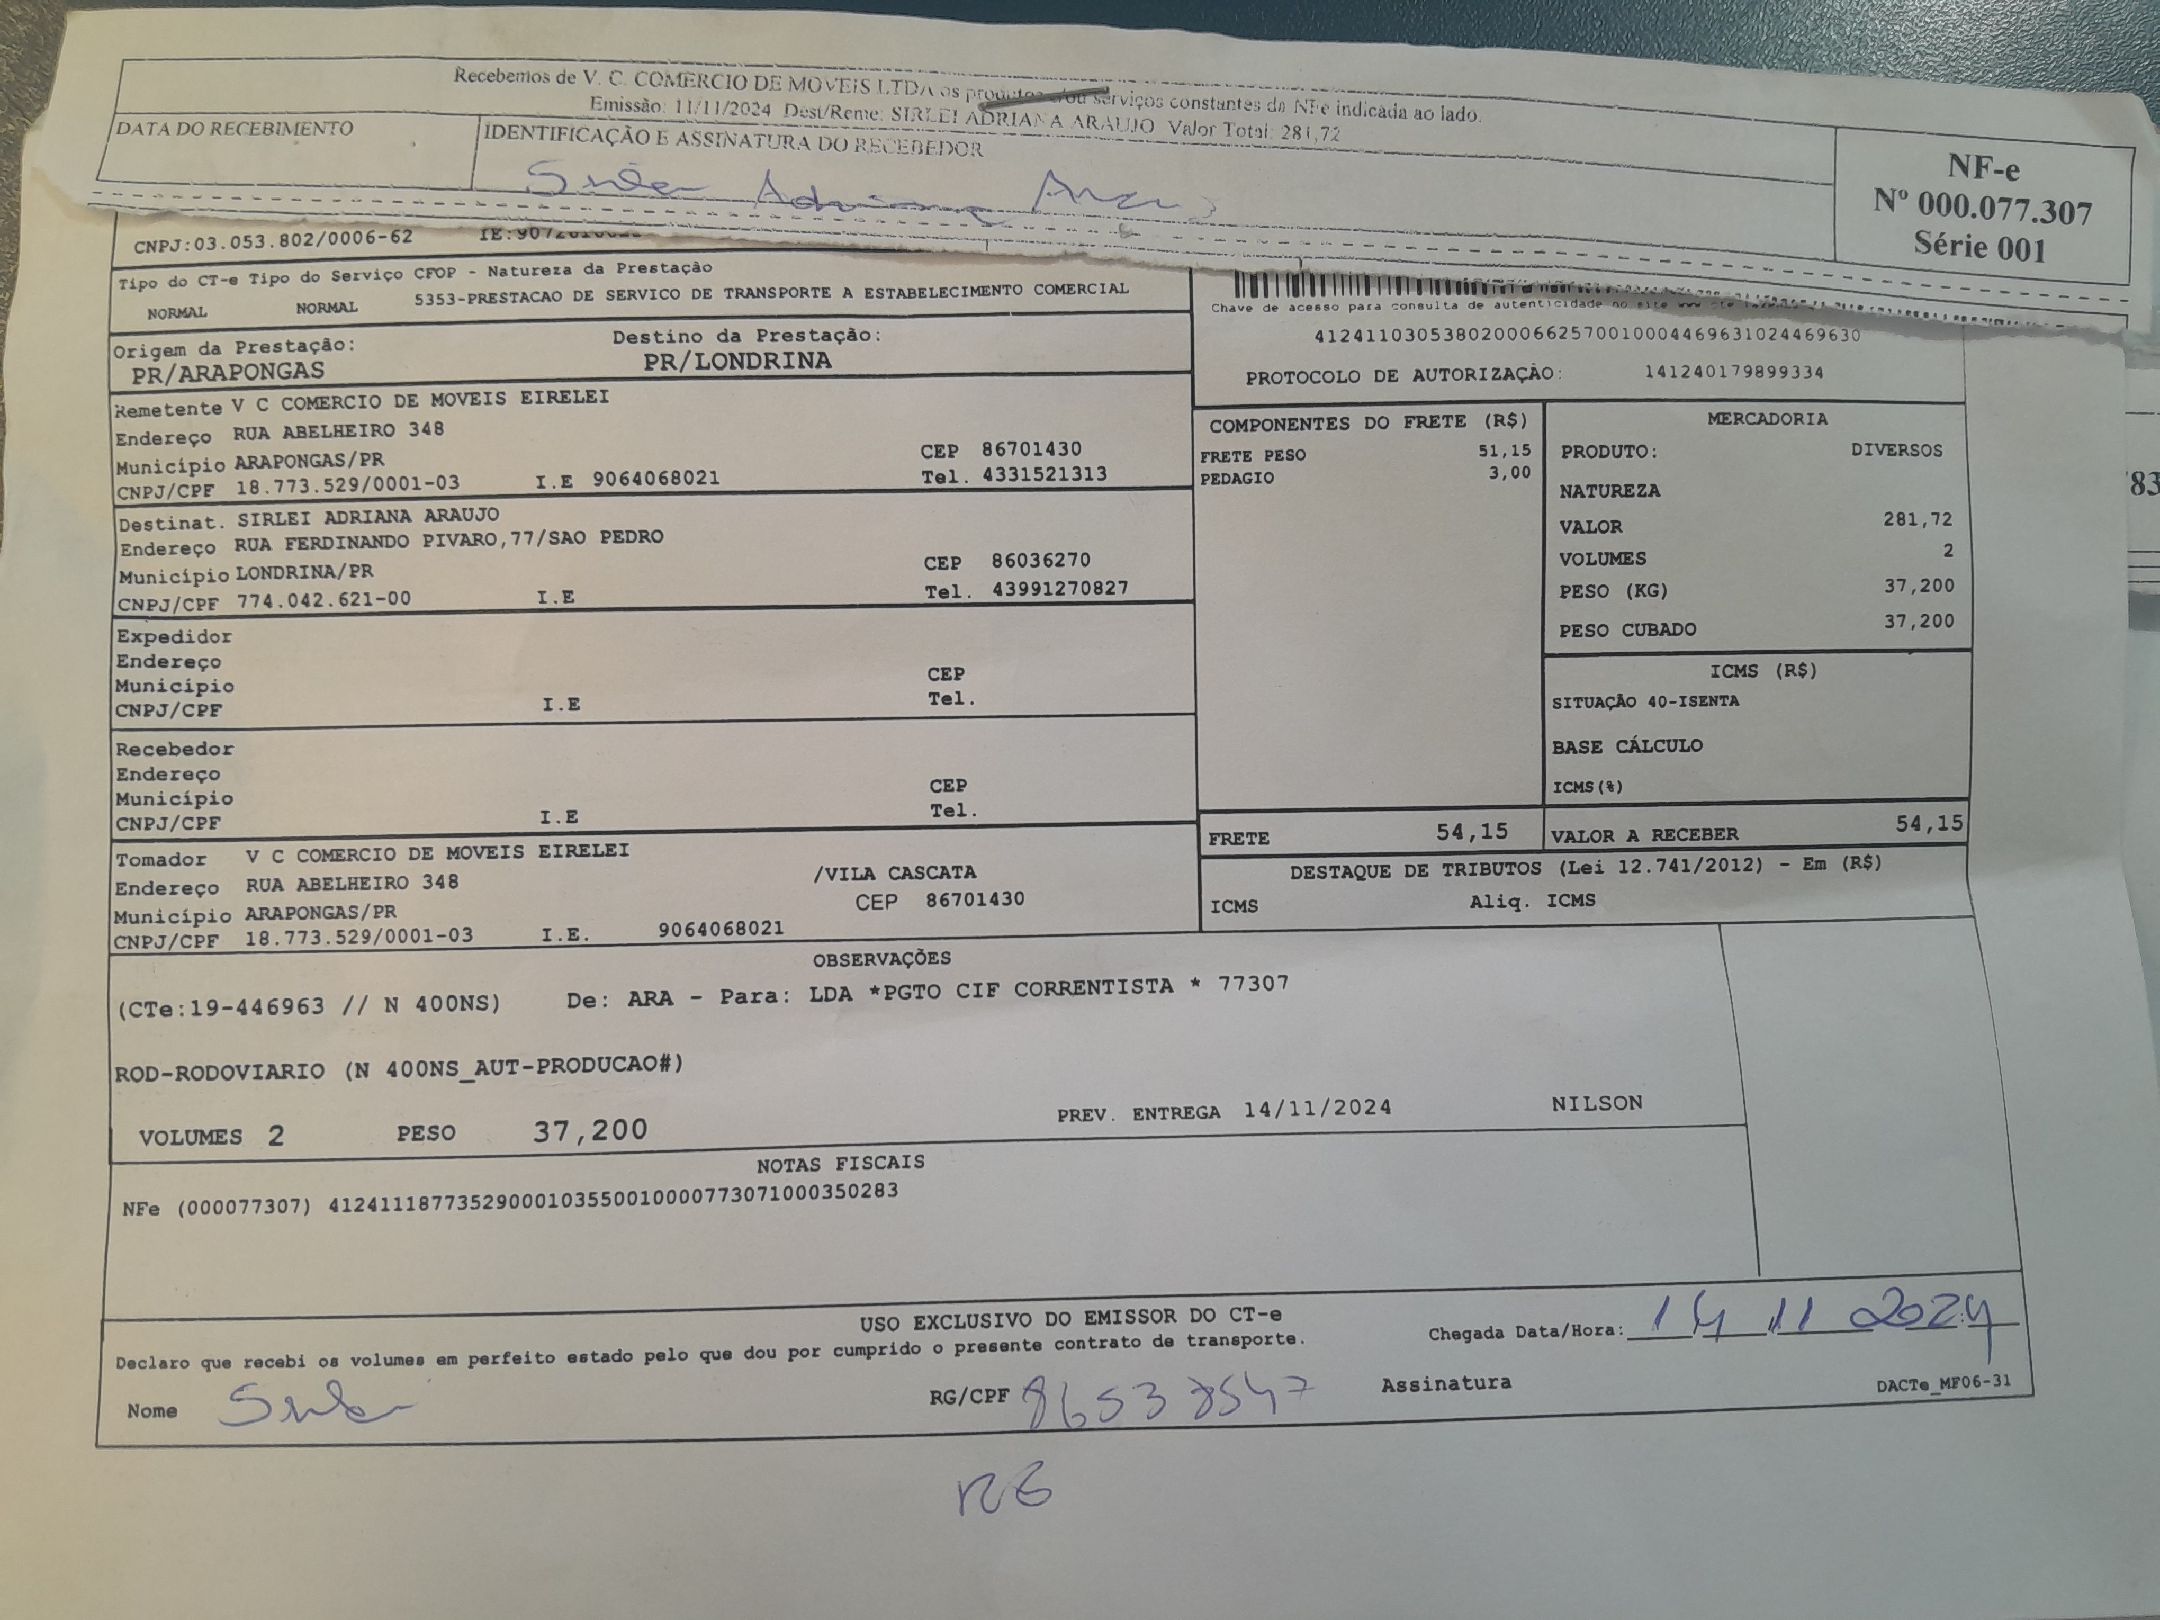 Recebemos de V. C. COMERCIO DE MOVEIS LTDA os produtos e/ou serviços constantes da NFe indicada ao lado.
Emissão: 11/11/2024 Dest/Reme: SIRLEI ADRIANA ARAUJO Valor Total: 281,72
DATA DO RECEBIMENTO
IDENTIFICAÇÃO E ASSINATURA DO RECEBEDOR
Sirlei Adriana Araujo
NF-e
Nº 000.077.307
Série 001
CNPJ:03.053.802/0006-62
Tipo do CT-e Tipo do Serviço CFOP - Natureza da Prestação
NORMAL NORMAL 5353-PRESTACAO DE SERVICO DE TRANSPORTE A ESTABELECIMENTO COMERCIAL
Chave de acesso para consulta de autenticidade no site
41241103053802000662570010004469631024469630
PROTOCOLO DE AUTORIZAÇÃO: 141240179899334
Origem da Prestação: Destino da Prestação:
PR/ARAPONGAS PR/LONDRINA
Remetente V C COMERCIO DE MOVEIS EIRELEI
Endereço RUA ABELHEIRO 348
Município ARAPONGAS/PR CEP 86701430
CNPJ/CPF 18.773.529/0001-03 I.E 9064068021 Tel. 4331521313
Destinat. SIRLEI ADRIANA ARAUJO
Endereço RUA FERDINANDO PIVARO,77/SAO PEDRO
Município LONDRINA/PR CEP 86036270
CNPJ/CPF 774.042.621-00 I.E Tel. 43991270827
Expedidor
Endereço
Município CEP
CNPJ/CPF I.E Tel.
Recebedor
Endereço
Município CEP
CNPJ/CPF I.E Tel.
Tomador V C COMERCIO DE MOVEIS EIRELEI
Endereço RUA ABELHEIRO 348 /VILA CASCATA
Município ARAPONGAS/PR CEP 86701430
CNPJ/CPF 18.773.529/0001-03 I.E. 9064068021
COMPONENTES DO FRETE (R$)
FRETE PESO 51,15
PEDAGIO 3,00
MERCADORIA
PRODUTO: DIVERSOS
NATUREZA
VALOR 281,72
VOLUMES 2
PESO (KG) 37,200
PESO CUBADO 37,200
ICMS (R$)
SITUAÇÃO 40-ISENTA
BASE CÁLCULO
ICMS(%)
FRETE 54,15 VALOR A RECEBER 54,15
DESTAQUE DE TRIBUTOS (Lei 12.741/2012) - Em (R$)
ICMS Aliq. ICMS
OBSERVAÇÕES
(CTe:19-446963 // N 400NS) De: ARA - Para: LDA *PGTO CIF CORRENTISTA * 77307
ROD-RODOVIARIO (N 400NS_AUT-PRODUCAO#)
VOLUMES 2 PESO 37,200 PREV. ENTREGA 14/11/2024 NILSON
NOTAS FISCAIS
NFe (000077307) 41241118773529000103550010000773071000350283
USO EXCLUSIVO DO EMISSOR DO CT-e
Declaro que recebi os volumes em perfeito estado pelo que dou por cumprido o presente contrato de transporte.
Chegada Data/Hora: 14 11 2024
Nome Sirlei RG/CPF 86537547 Assinatura DACTe_MF06-31
RG
83